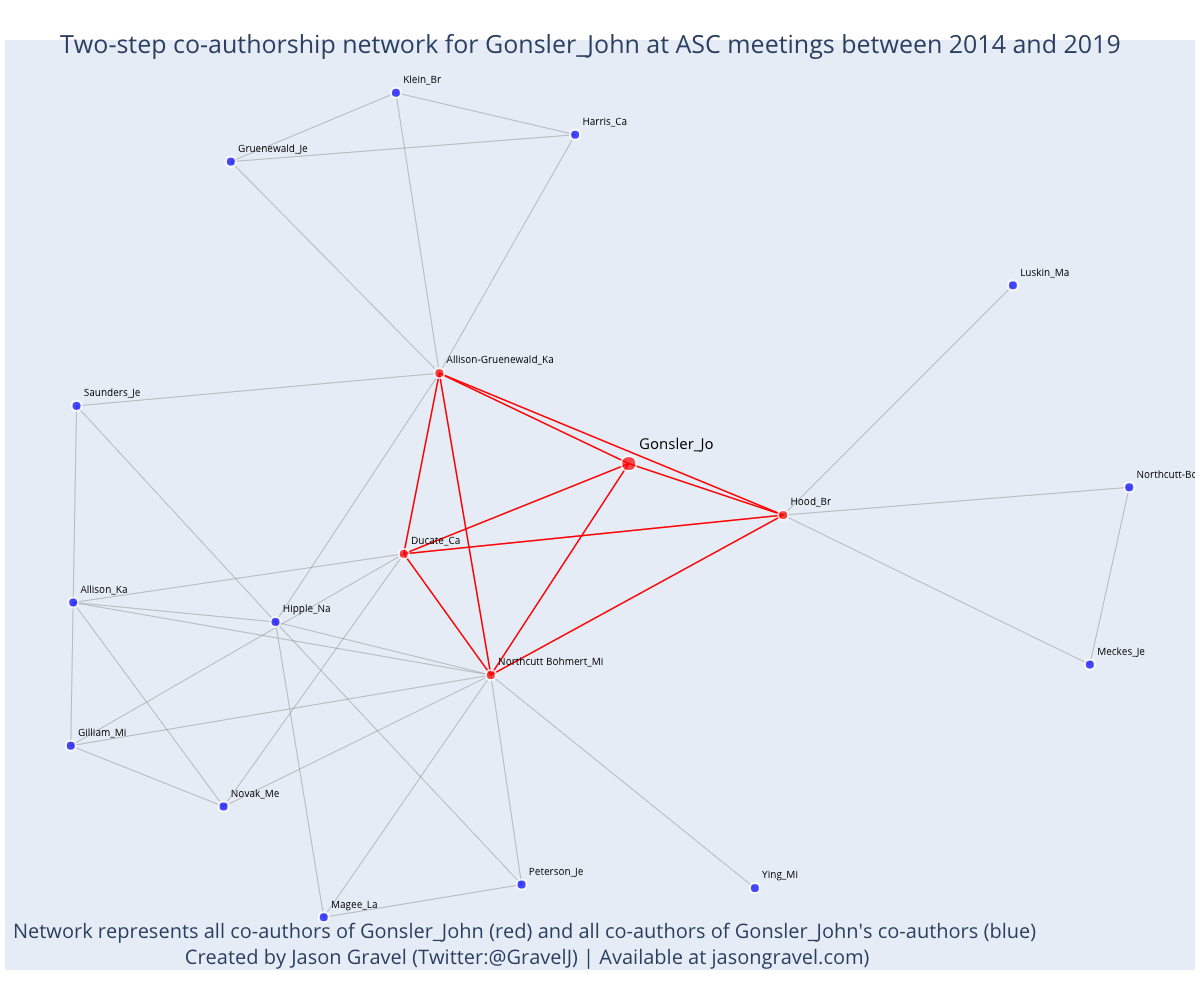 Two-step co-authorship network for Gonsler_John at ASC meetings between 2014 and 2019
Klein_Br
Harris_Ca
Gruenewald_Je
Luskin_Ma
Allison-Gruenewald_Ka
Saunders_Je
Gonsler_Jo
Northcutt-Bo
Hood_Br
Ducate_Ca
Allison_Ka
Hipple_Na
Meckes_Je
Northcutt Bohmert_Mi
Gilliam_Mi
Novak_Me
Peterson_Je
Ying_Mi
Magee_La
Network represents all co-authors of Gonsler_John (red) and all co-authors of Gonsler_John's co-authors (blue)
Created by Jason Gravel (Twitter:@GravelJ) | Available at jasongravel.com)